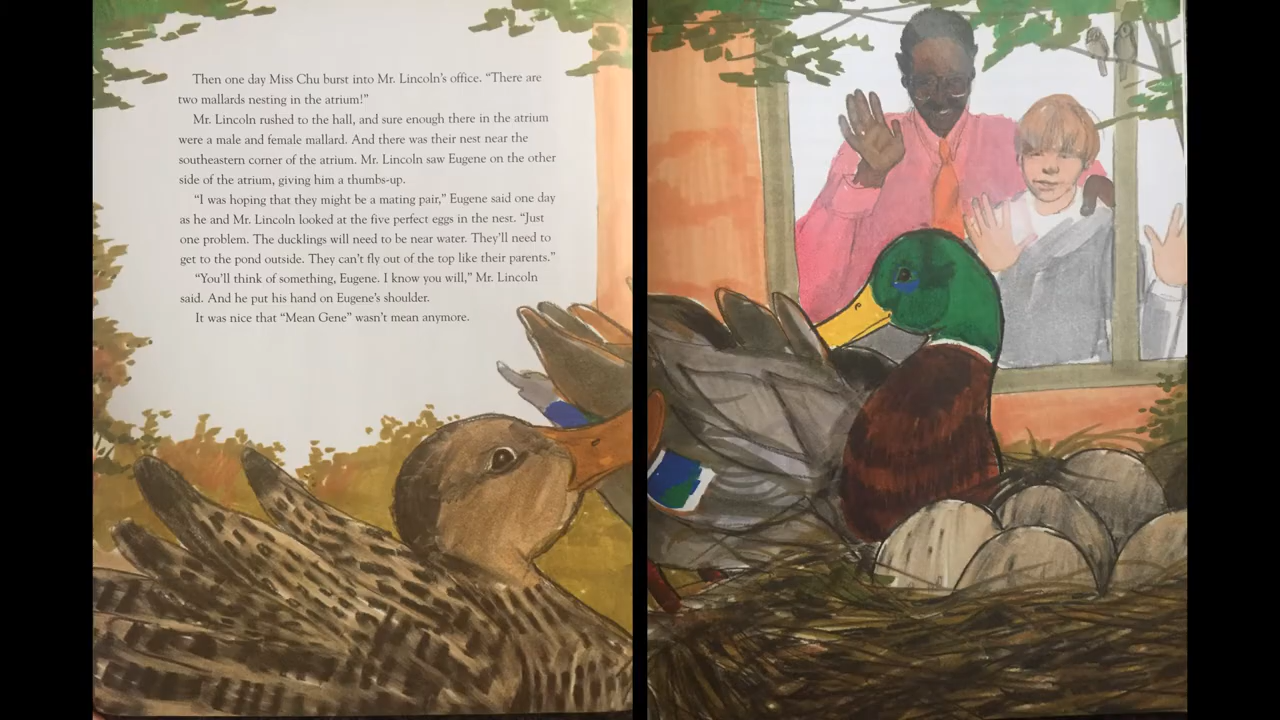 Then one day Miss Chu burst into Mr. Lincoln's office. “There are
two mallards nesting in the atrium!”
Mr. Lincoln rushed to the hall, and sure enough there in the atrium
were a male and female mallard. And there was their nest near the
southeastern corner of the atrium. Mr. Lincoln saw Eugene on the other
side of the atrium, giving him a thumbs-up.
“I was hoping that they might be a mating pair,” Eugene said one day
as he and Mr. Lincoln looked at the five perfect eggs in the nest. “Just
one problem. The ducklings will need to be near water. They'll need to
get to the pond outside. They can't fly out of the top like their parents.”
“You'll think of something, Eugene. I know you will,” Mr. Lincoln
said. And he put his hand on Eugene's shoulder.
It was nice that “Mean Gene” wasn't mean anymore.